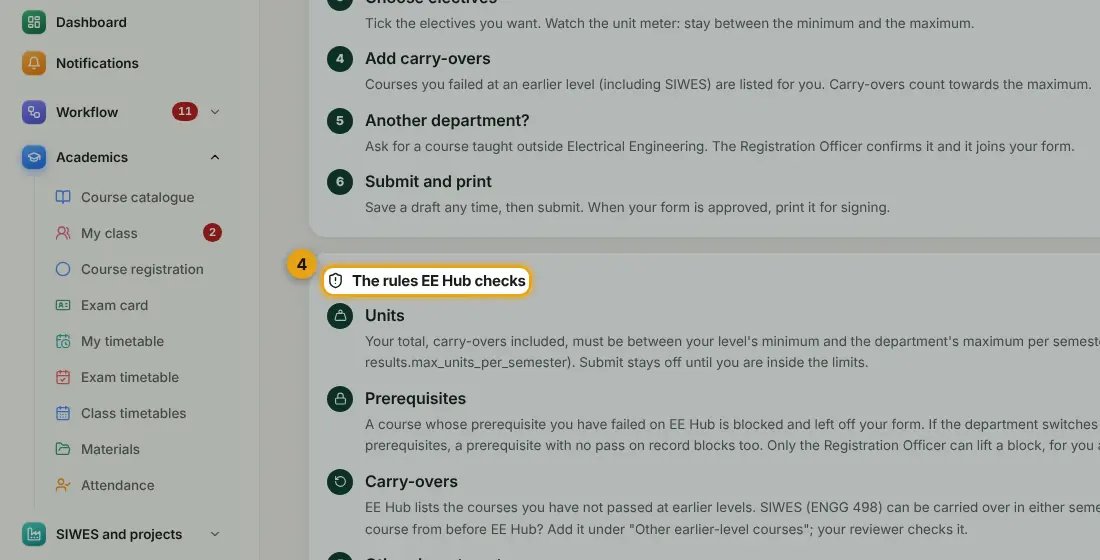 Dashboard
Notifications
Workflow 11
Academics
Course catalogue
My class 2
Course registration
Exam card
My timetable
Exam timetable
Class timetables
Materials
Attendance
SIWES and projects
Choose electives
Tick the electives you want. Watch the unit meter: stay between the minimum and the maximum.
4 Add carry-overs
Courses you failed at an earlier level (including SIWES) are listed for you. Carry-overs count towards the maximum.
5 Another department?
Ask for a course taught outside Electrical Engineering. The Registration Officer confirms it and it joins your form.
6 Submit and print
Save a draft any time, then submit. When your form is approved, print it for signing.
4 The rules EE Hub checks
Units
Your total, carry-overs included, must be between your level's minimum and the department's maximum per
results.max_units_per_semester). Submit stays off until you are inside the limits.
Prerequisites
A course whose prerequisite you have failed on EE Hub is blocked and left off your form. If the department switches
prerequisites, a prerequisite with no pass on record blocks too. Only the Registration Officer can lift a block, for you
Carry-overs
EE Hub lists the courses you have not passed at earlier levels. SIWES (ENGG 498) can be carried over in either
course from before EE Hub? Add it under "Other earlier-level courses"; your reviewer checks it.